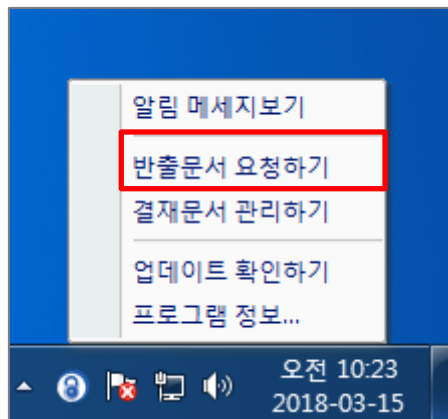 알림 메세지보기
반출문서 요청하기
결재문서 관리하기
업데이트 확인하기
프로그램 정보...
오전 10:23
2018-03-15